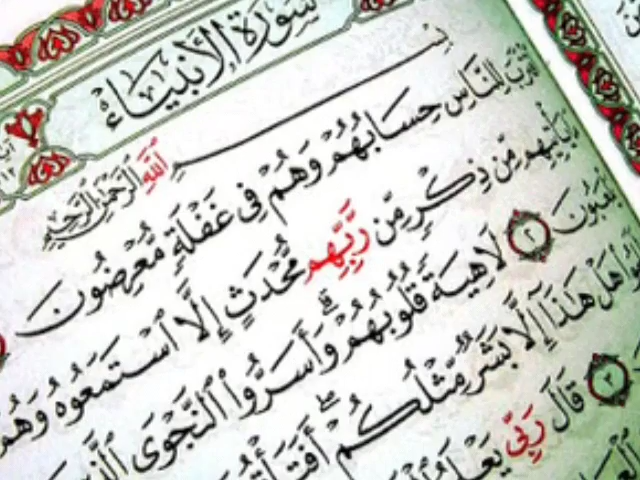 سُورَةُ الأَنبِيَاءِ
بِسْمِ ٱللَّهِ ٱلرَّحْمَٰنِ ٱلرَّحِيمِ
ٱقْتَرَبَ لِلنَّاسِ حِسَابُهُمْ وَهُمْ فِى غَفْلَةٍ مُّعْرِضُونَ
يَأْتِيهِم مِّن ذِكْرٍ مِّن رَّبِّهِم مُّحْدَثٍ إِلَّا ٱسْتَمَعُوهُ وَهُمْ
يَلْعَبُونَ ٢ لَاهِيَةً قُلُوبُهُمْ ۗ وَأَسَرُّوا۟ ٱلنَّجْوَى
هَلْ هَٰذَآ إِلَّا بَشَرٌ مِّثْلُكُمْ ۖ أَفَتَأْتُونَ
٣ قَالَ رَبِّى يَعْلَمُ